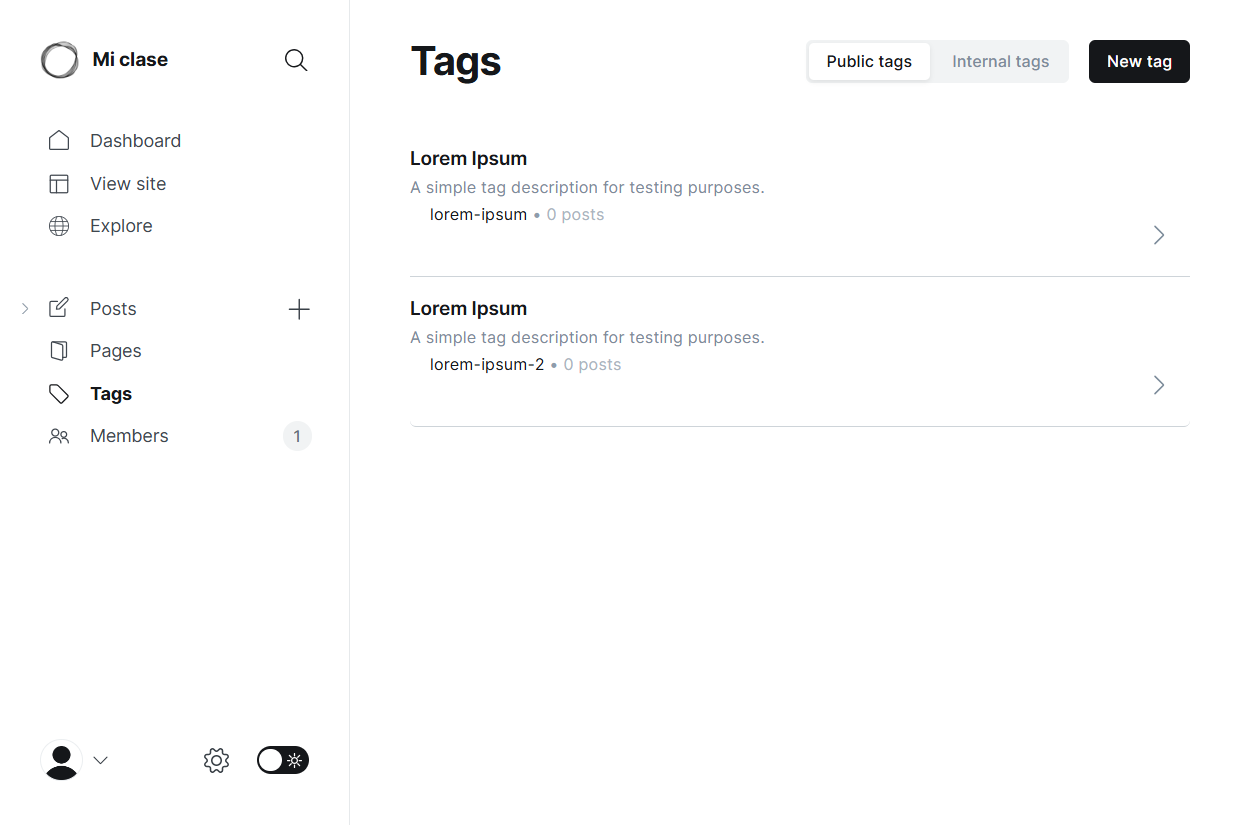 Mi clase
Dashboard
View site
Explore
Posts
Pages
Tags
Members
1
Tags
Public tags
Internal tags
New tag
Lorem Ipsum
A simple tag description for testing purposes.
lorem-ipsum • 0 posts
Lorem Ipsum
A simple tag description for testing purposes.
lorem-ipsum-2 • 0 posts